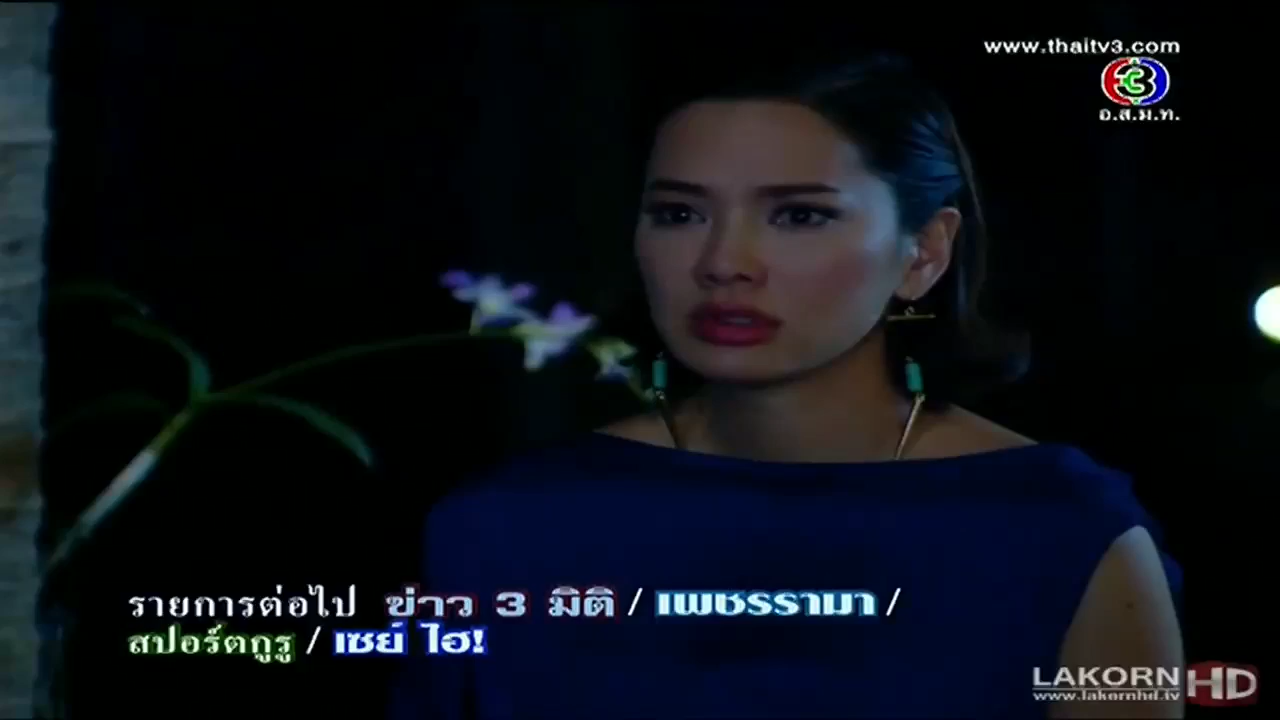 www.thaitv3.com
3
อ.ส.ม.ท.
รายการต่อไป ข่าว 3 มิติ / เพชรรามา /
สปอร์ตกูรู / เซย์ ไฮ!
LAKORN HD
www.lakornhd.tv